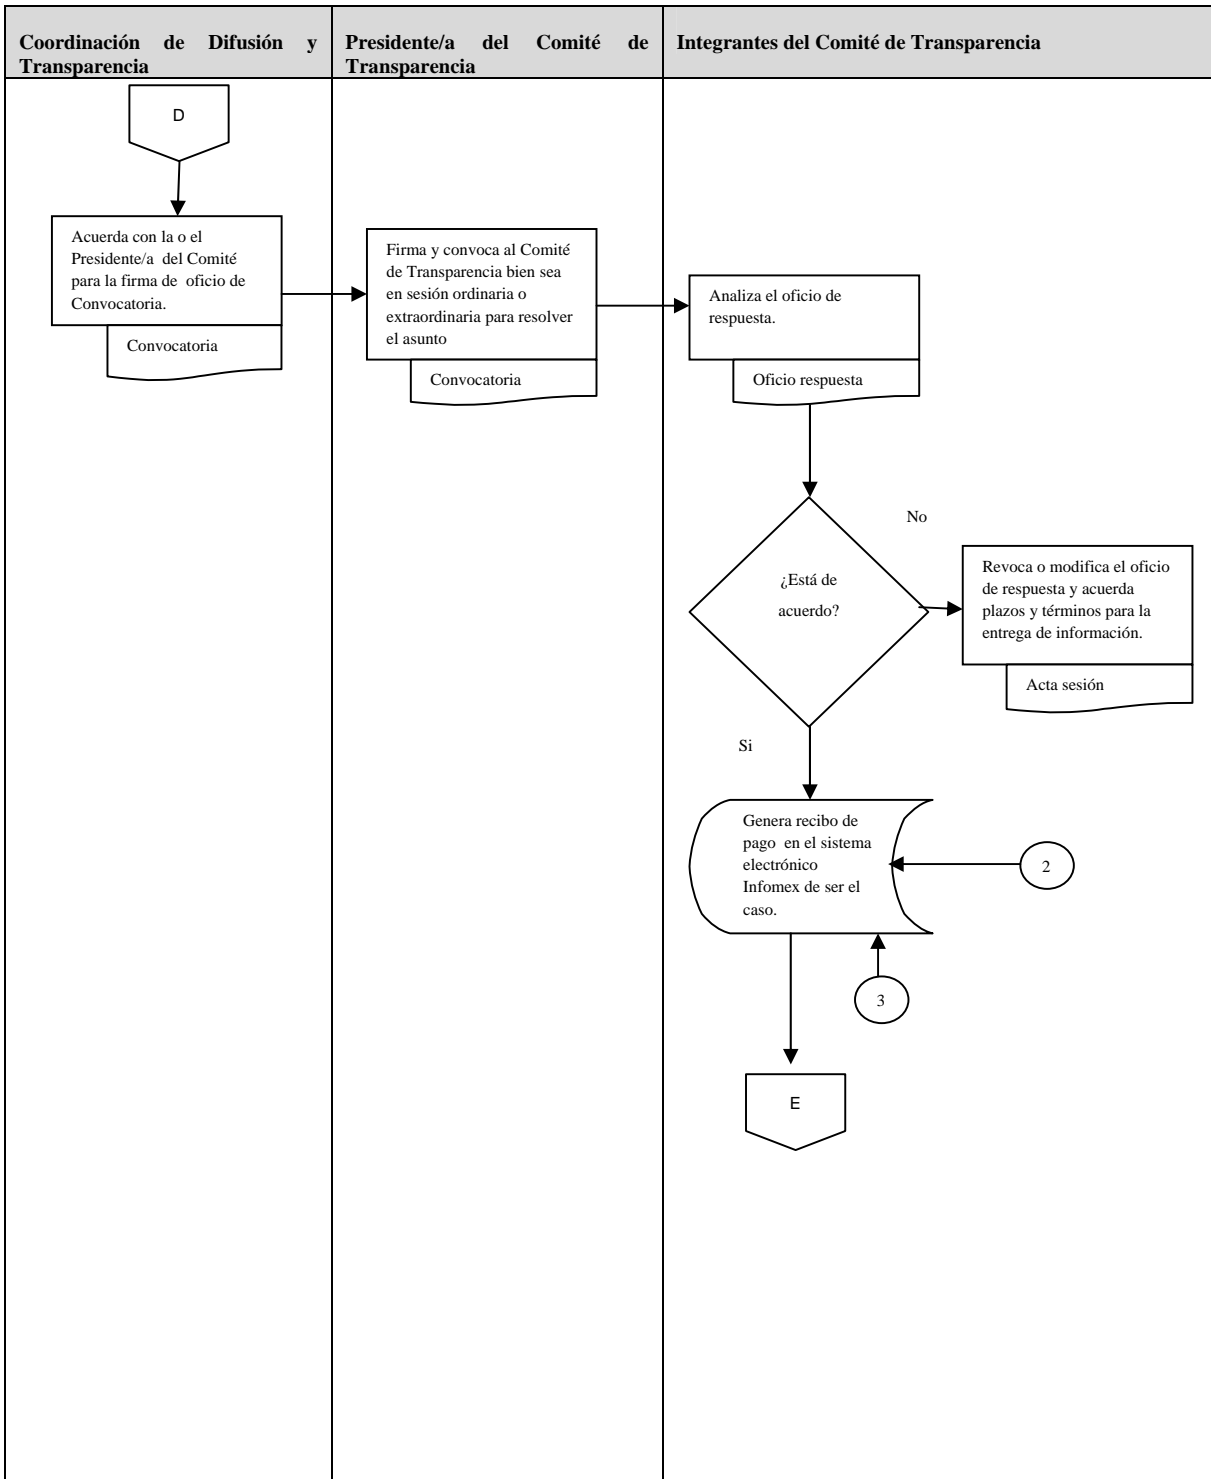 Coordinación de Difusión y
Transparencia
Presidente/a del Comité de
Transparencia
Integrantes del Comité de Transparencia
D
Acuerda con la o el
Presidente/a del Comité
para la firma de oficio de
Convocatoria.
Convocatoria
Firma y convoca al Comité
de Transparencia bien sea
en sesión ordinaria o
extraordinaria para resolver
el asunto
Convocatoria
Analiza el oficio de
respuesta.
Oficio respuesta
¿Está de
acuerdo?
No
Revoca o modifica el oficio
de respuesta y acuerda
plazos y términos para la
entrega de información.
Acta sesión
Si
Genera recibo de
pago en el sistema
electrónico
Infomex de ser el
caso.
2
3
E